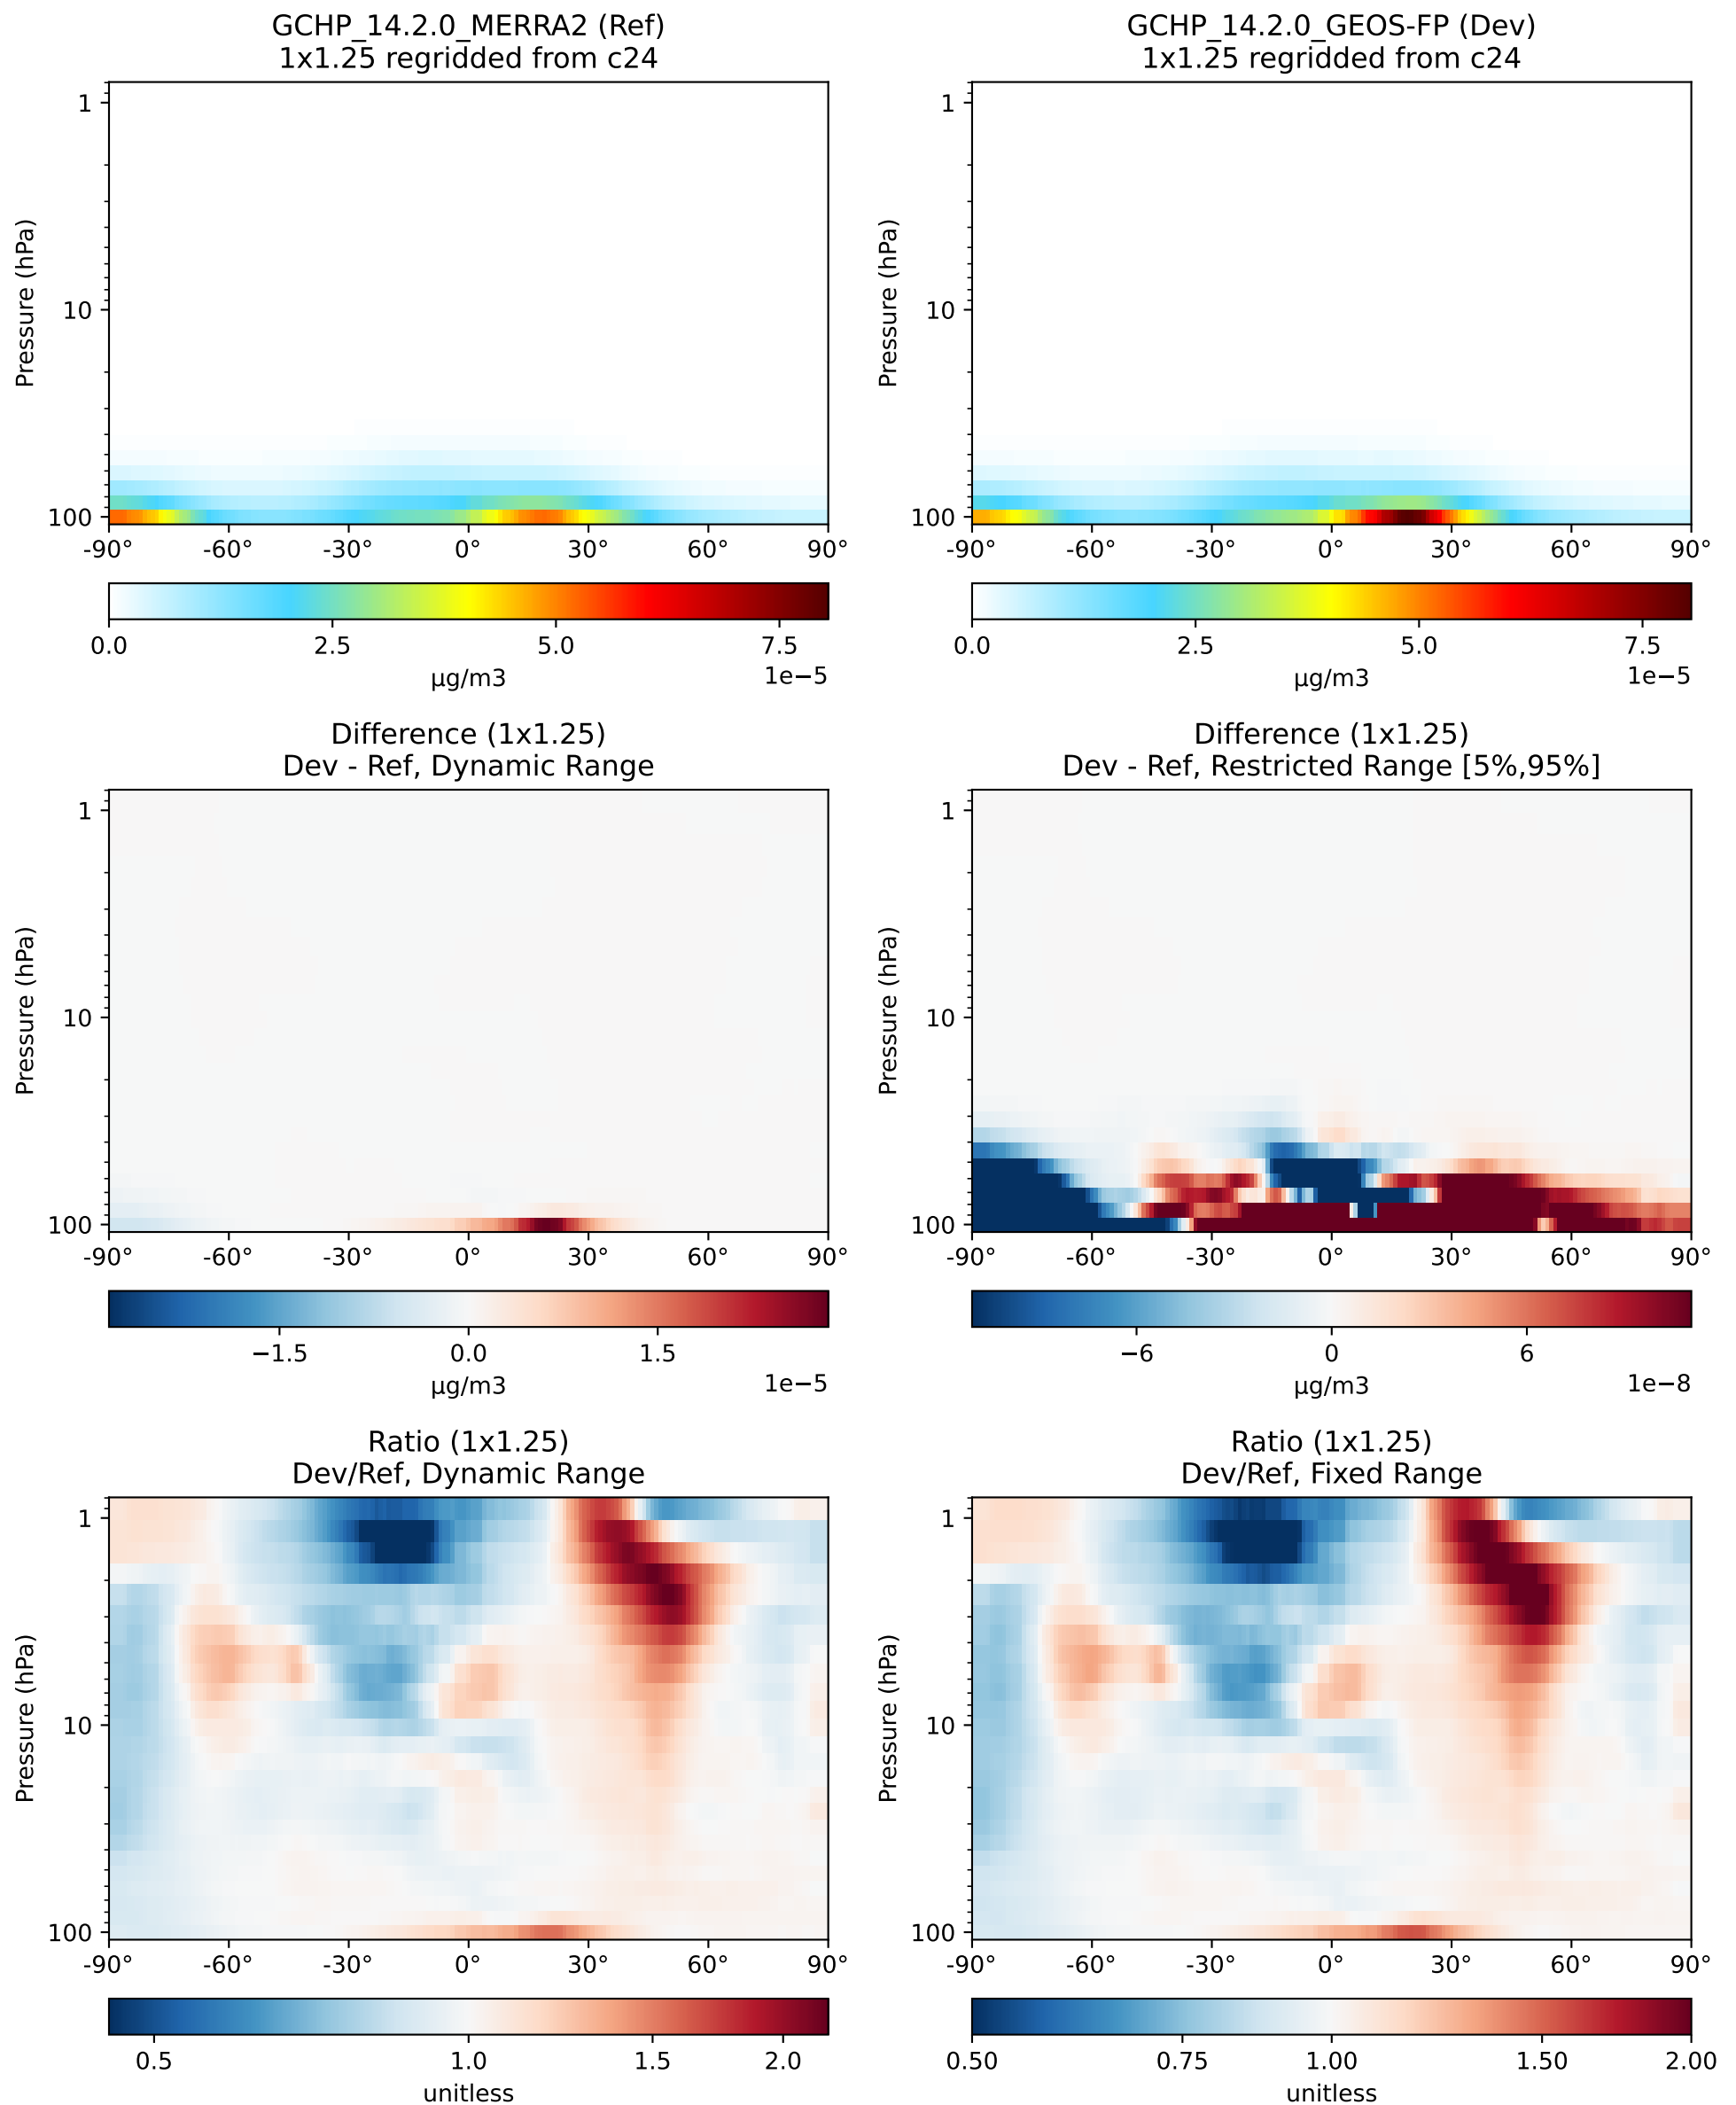 GCHP_14.2.0_MERRA2 (Ref)
1x1.25 regridded from c24
Pressure (hPa)
1
10
100
-90° -60° -30° 0° 30° 60° 90°
0.0 2.5 5.0 7.5
1e−5
μg/m3
GCHP_14.2.0_GEOS-FP (Dev)
1x1.25 regridded from c24
Pressure (hPa)
1
10
100
-90° -60° -30° 0° 30° 60° 90°
0.0 2.5 5.0 7.5
1e−5
μg/m3
Difference (1x1.25)
Dev - Ref, Dynamic Range
Pressure (hPa)
1
10
100
-90° -60° -30° 0° 30° 60° 90°
−1.5 0.0 1.5
1e−5
μg/m3
Difference (1x1.25)
Dev - Ref, Restricted Range [5%,95%]
Pressure (hPa)
1
10
100
-90° -60° -30° 0° 30° 60° 90°
−6 0 6
1e−8
μg/m3
Ratio (1x1.25)
Dev/Ref, Dynamic Range
Pressure (hPa)
1
10
100
-90° -60° -30° 0° 30° 60° 90°
0.5 1.0 1.5 2.0
unitless
Ratio (1x1.25)
Dev/Ref, Fixed Range
Pressure (hPa)
1
10
100
-90° -60° -30° 0° 30° 60° 90°
0.50 0.75 1.00 1.50 2.00
unitless